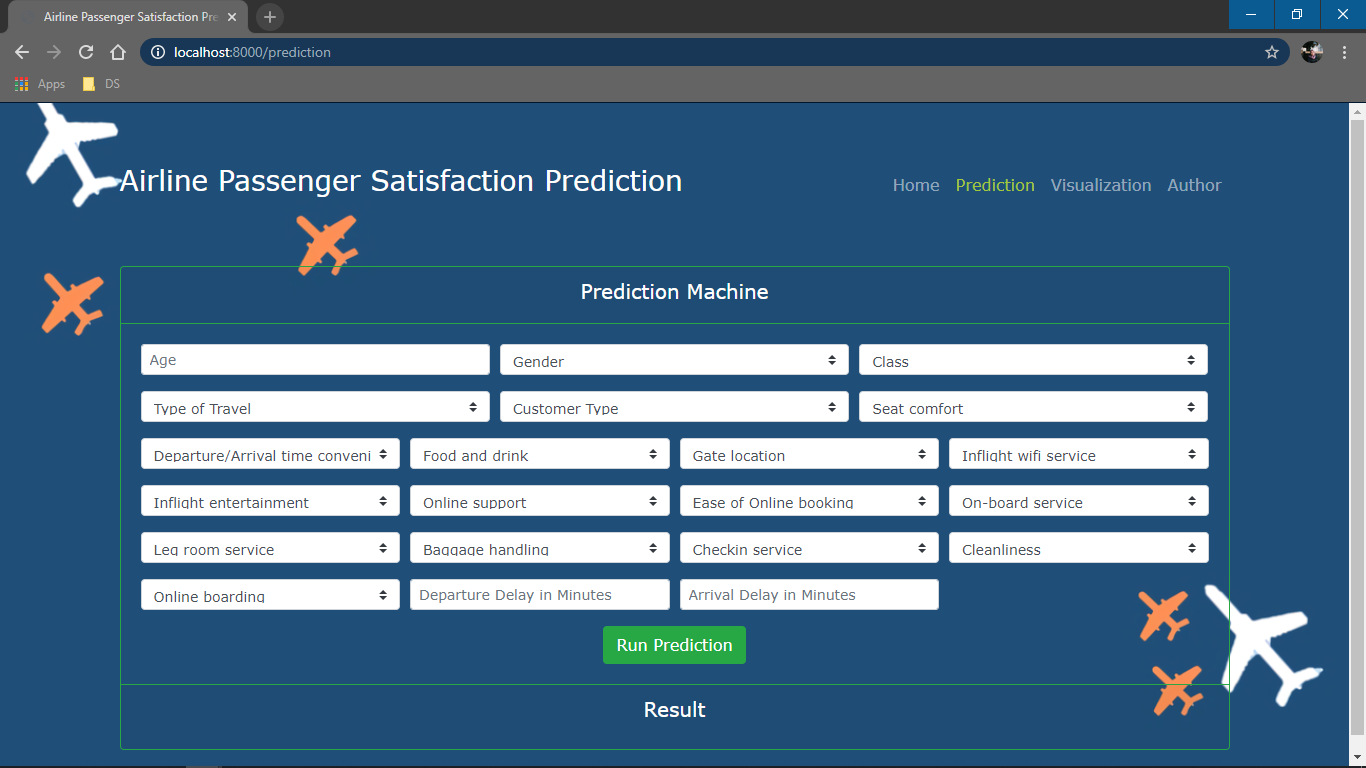 Airline Passenger Satisfaction Pre
localhost:8000/prediction
Apps DS
Airline Passenger Satisfaction Prediction
Home Prediction Visualization Author
Prediction Machine
Age Gender Class
Type of Travel Customer Type Seat comfort
Departure/Arrival time conveni Food and drink Gate location Inflight wifi service
Inflight entertainment Online support Ease of Online booking On-board service
Leg room service Baggage handling Checkin service Cleanliness
Online boarding Departure Delay in Minutes Arrival Delay in Minutes
Run Prediction
Result